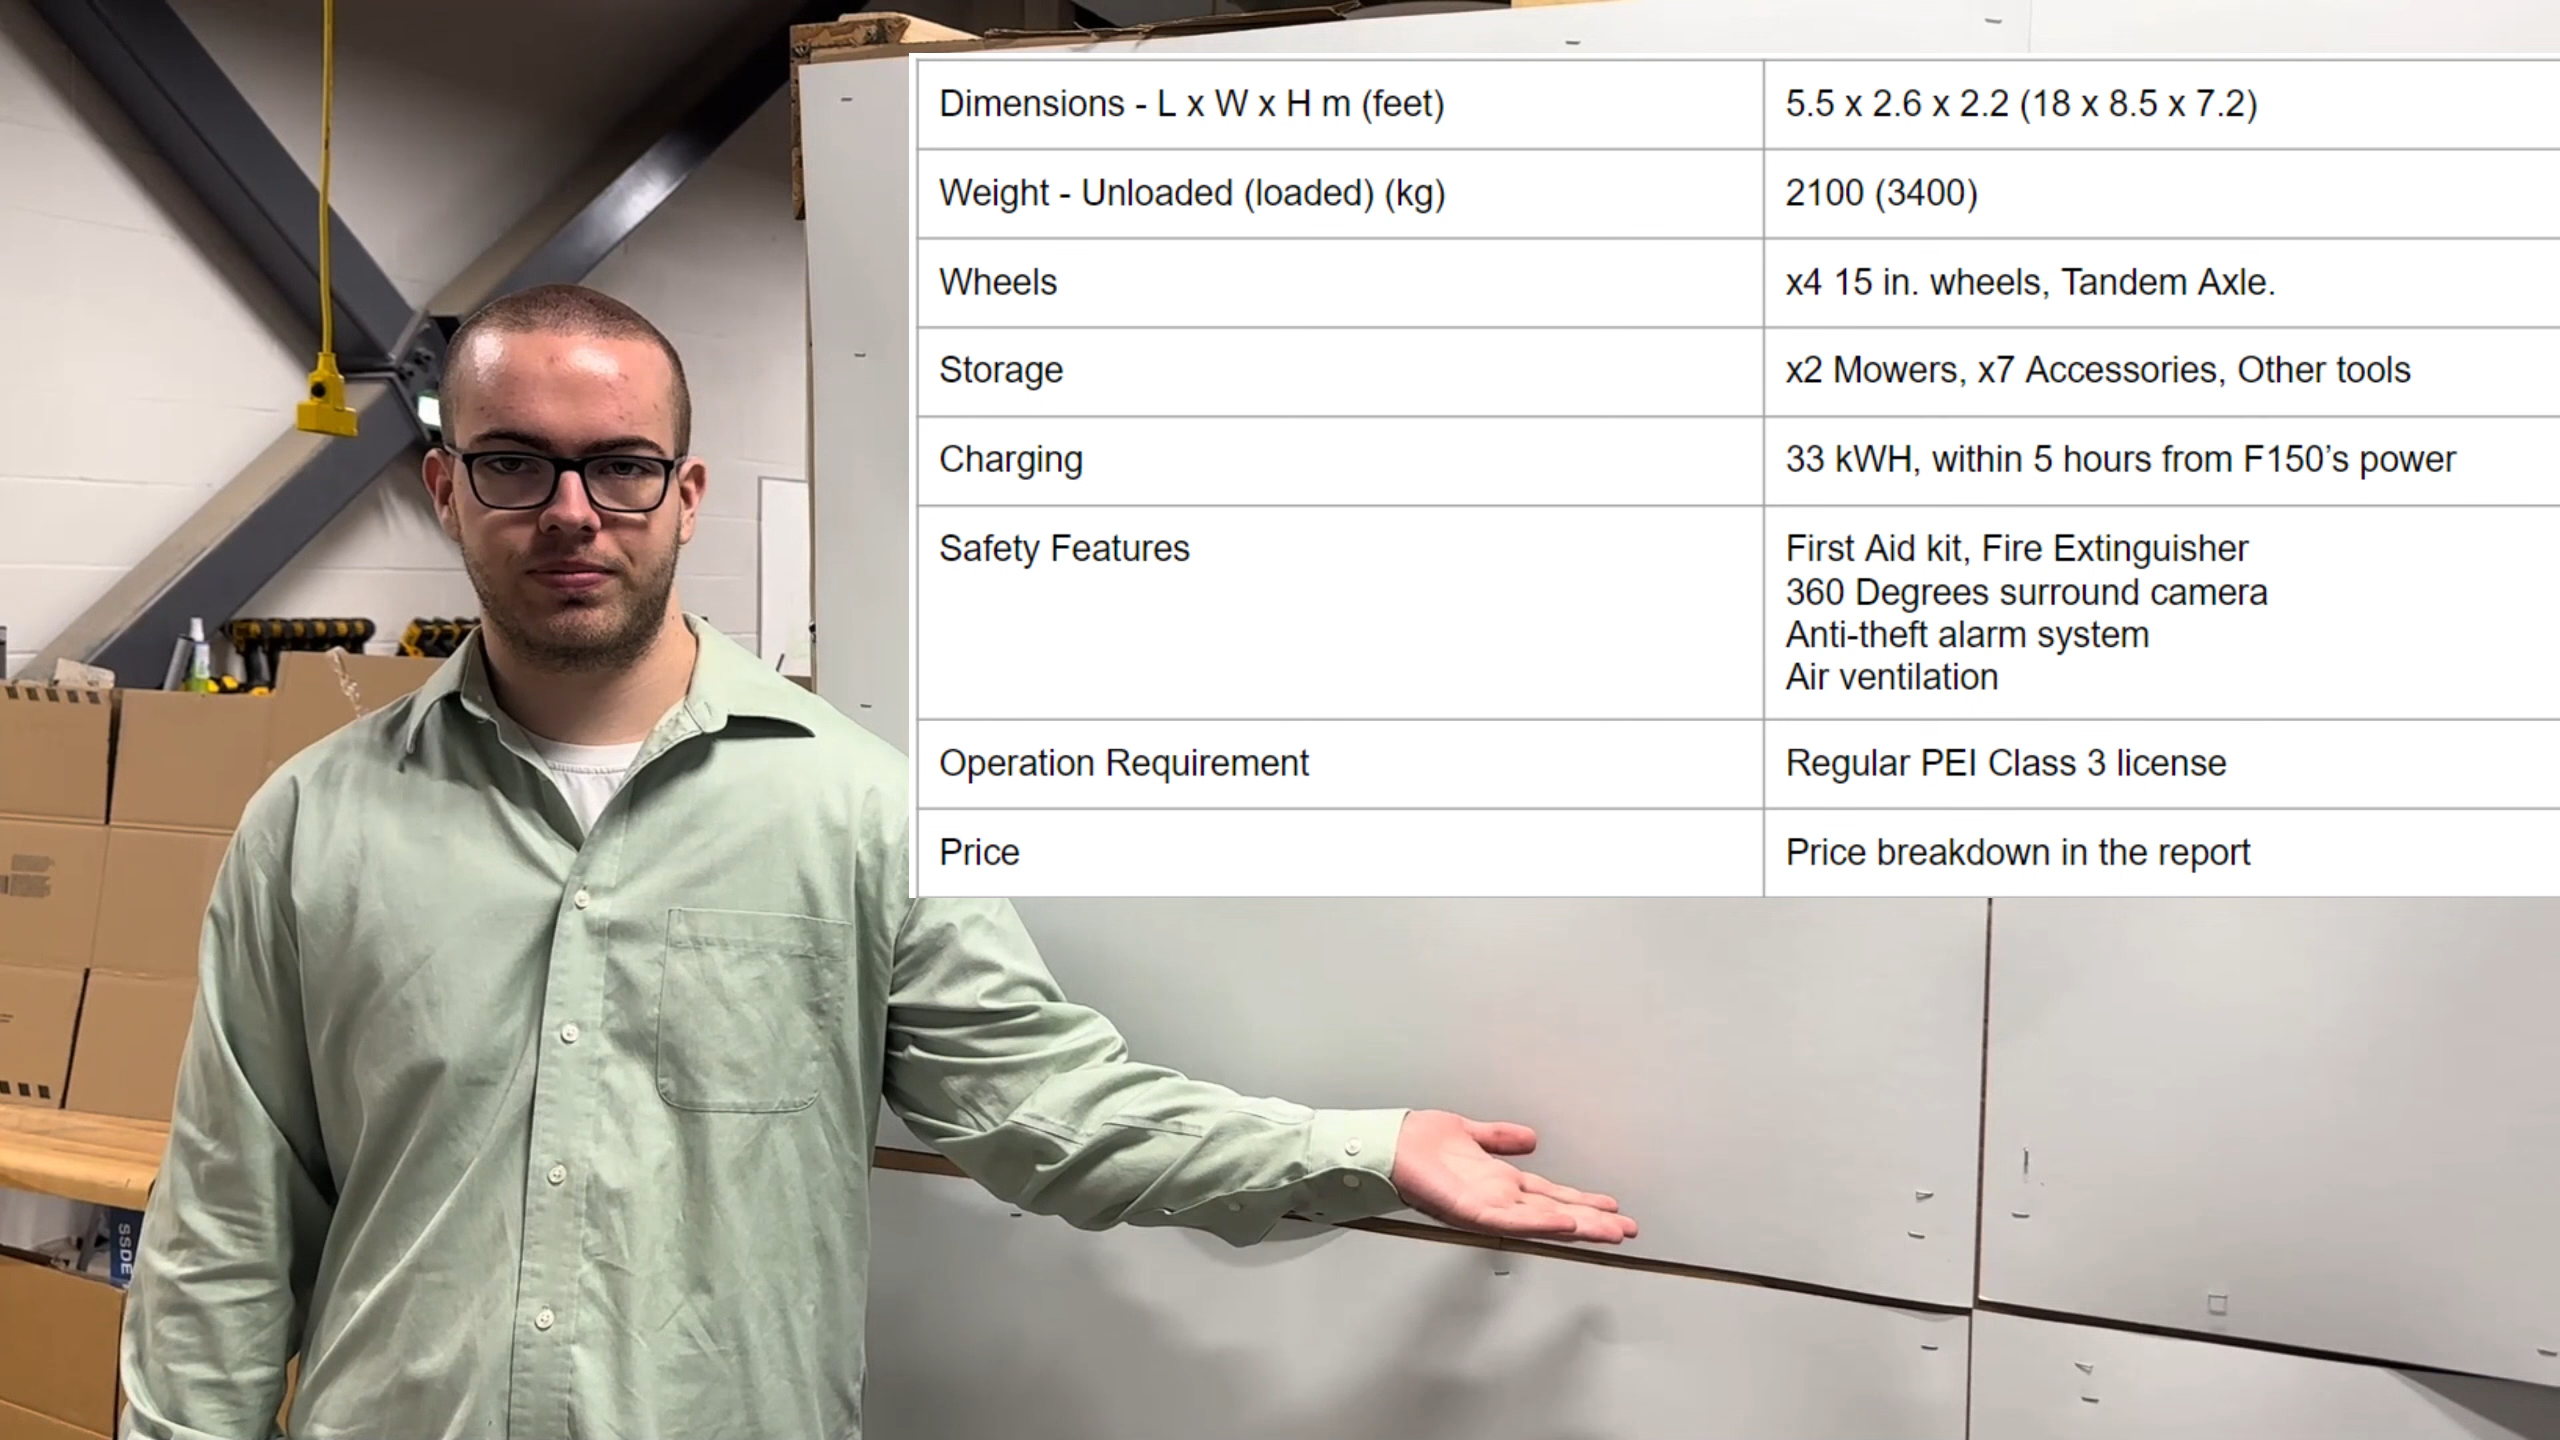 Dimensions - L x W x H m (feet) 5.5 x 2.6 x 2.2 (18 x 8.5 x 7.2)
Weight - Unloaded (loaded) (kg) 2100 (3400)
Wheels x4 15 in. wheels, Tandem Axle.
Storage x2 Mowers, x7 Accessories, Other tools
Charging 33 kWH, within 5 hours from F150’s power
Safety Features First Aid kit, Fire Extinguisher
360 Degrees surround camera
Anti-theft alarm system
Air ventilation
Operation Requirement Regular PEI Class 3 license
Price Price breakdown in the report
SSDE